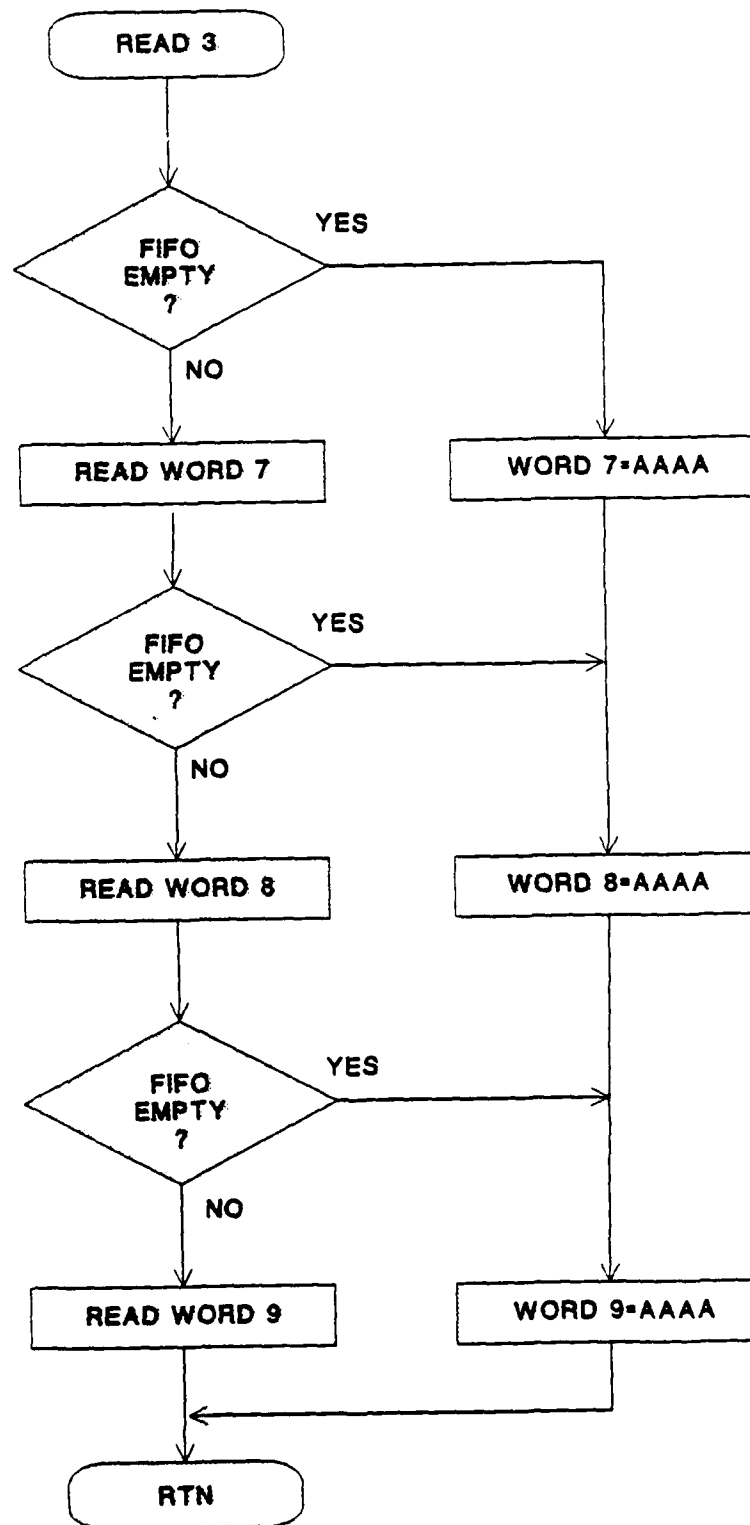 READ 3
FIFO
EMPTY
?
YES
NO
READ WORD 7
WORD 7=AAAA
FIFO
EMPTY
?
YES
NO
READ WORD 8
WORD 8=AAAA
FIFO
EMPTY
?
YES
NO
READ WORD 9
WORD 9=AAAA
RTN